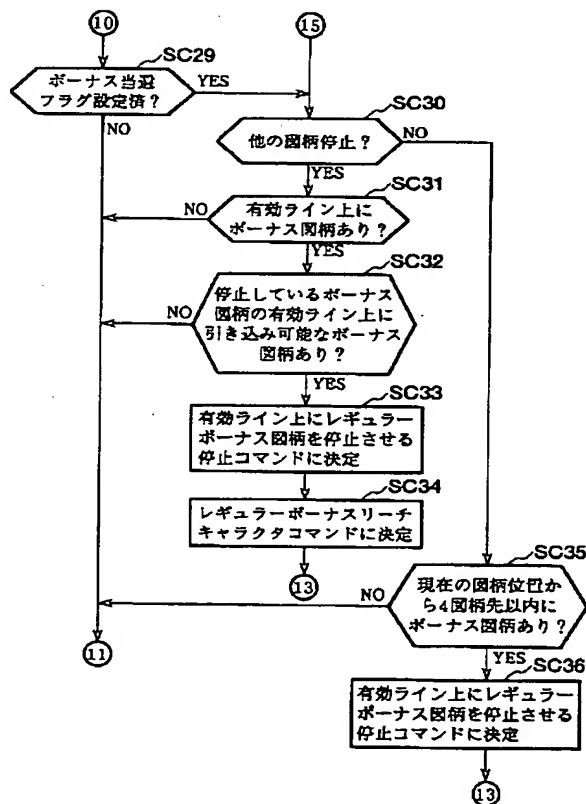 ⑩
⑮
SC29
ボーナス当選
フラグ設定済？
YES
NO
SC30
他の図柄停止？
NO
YES
SC31
有効ライン上に
ボーナス図柄あり？
NO
YES
SC32
停止しているボーナス
図柄の有効ライン上に
引き込み可能なボーナス
図柄あり？
NO
YES
SC33
有効ライン上にレギュラー
ボーナス図柄を停止させる
停止コマンドに決定
SC34
レギュラーボーナスリーチ
キャラクタコマンドに決定
⑬
SC35
現在の図柄位置か
ら4図柄先以内に
ボーナス図柄あり？
NO
YES
⑪
SC36
有効ライン上にレギュラー
ボーナス図柄を停止させる
停止コマンドに決定
⑬